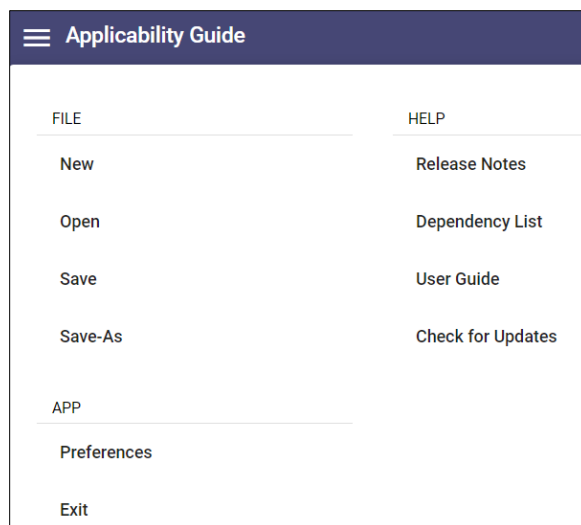 Applicability Guide
FILE
New
Open
Save
Save-As
APP
Preferences
Exit
HELP
Release Notes
Dependency List
User Guide
Check for Updates